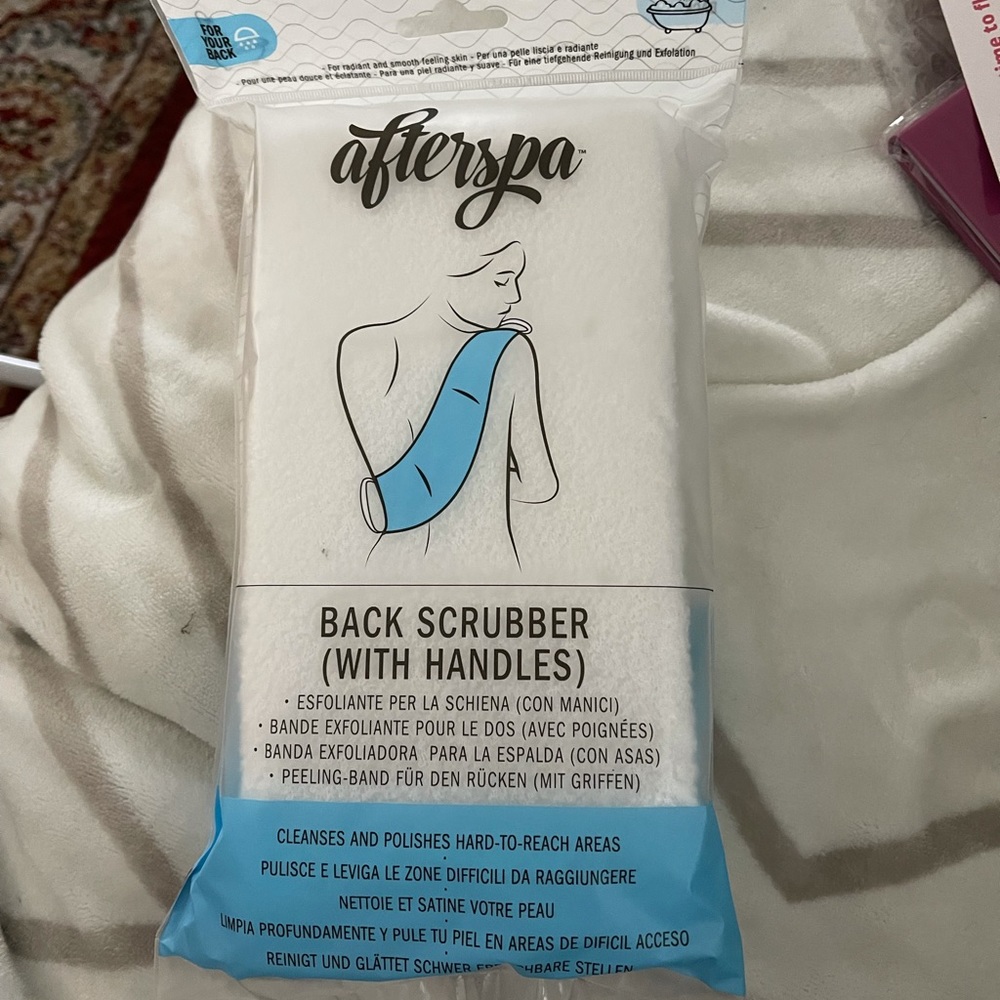 FOR
YOUR
BACK
· For radiant and smooth feeling skin · Per una pelle liscia e radiante
· Pour une peau douce et éclatante · Para una piel radiante y suave · Für eine tiefgehende Reinigung und Exfolation
afterspa™
BACK SCRUBBER
(WITH HANDLES)
• ESFOLIANTE PER LA SCHIENA (CON MANICI)
• BANDE EXFOLIANTE POUR LE DOS (AVEC POIGNÉES)
• BANDA EXFOLIADORA PARA LA ESPALDA (CON ASAS)
• PEELING-BAND FÜR DEN RÜCKEN (MIT GRIFFEN)
CLEANSES AND POLISHES HARD-TO-REACH AREAS
PULISCE E LEVIGA LE ZONE DIFFICILI DA RAGGIUNGERE
NETTOIE ET SATINE VOTRE PEAU
LIMPIA PROFUNDAMENTE Y PULE TU PIEL EN AREAS DE DIFICIL ACCESO
REINIGT UND GLÄTTET SCHWER STELLEN